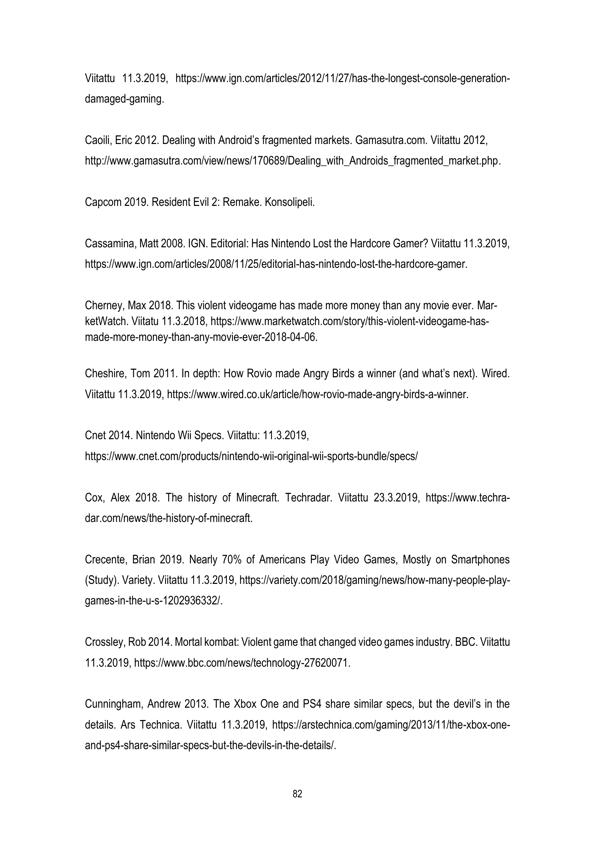 Viitattu 11.3.2019, https://www.ign.com/articles/2012/11/27/has-the-longest-console-generation-
damaged-gaming.
Caoili, Eric 2012. Dealing with Android's fragmented markets. Gamasutra.com. Viitattu 2012,
http://www.gamasutra.com/view/news/170689/Dealing_with_Androids_fragmented_market.php.
Capcom 2019. Resident Evil 2: Remake. Konsolipeli.
Cassamina, Matt 2008. IGN. Editorial: Has Nintendo Lost the Hardcore Gamer? Viitattu 11.3.2019,
https://www.ign.com/articles/2008/11/25/editorial-has-nintendo-lost-the-hardcore-gamer.
Cherney, Max 2018. This violent videogame has made more money than any movie ever. Mar-
ketWatch. Viitatu 11.3.2018, https://www.marketwatch.com/story/this-violent-videogame-has-
made-more-money-than-any-movie-ever-2018-04-06.
Cheshire, Tom 2011. In depth: How Rovio made Angry Birds a winner (and what's next). Wired.
Viitattu 11.3.2019, https://www.wired.co.uk/article/how-rovio-made-angry-birds-a-winner.
Cnet 2014. Nintendo Wii Specs. Viitattu: 11.3.2019,
https://www.cnet.com/products/nintendo-wii-original-wii-sports-bundle/specs/
Cox, Alex 2018. The history of Minecraft. Techradar. Viitattu 23.3.2019, https://www.techra-
dar.com/news/the-history-of-minecraft.
Crecente, Brian 2019. Nearly 70% of Americans Play Video Games, Mostly on Smartphones
(Study). Variety. Viitattu 11.3.2019, https://variety.com/2018/gaming/news/how-many-people-play-
games-in-the-u-s-1202936332/.
Crossley, Rob 2014. Mortal kombat: Violent game that changed video games industry. BBC. Viitattu
11.3.2019, https://www.bbc.com/news/technology-27620071.
Cunningham, Andrew 2013. The Xbox One and PS4 share similar specs, but the devil's in the
details. Ars Technica. Viitattu 11.3.2019, https://arstechnica.com/gaming/2013/11/the-xbox-one-
and-ps4-share-similar-specs-but-the-devils-in-the-details/.
82